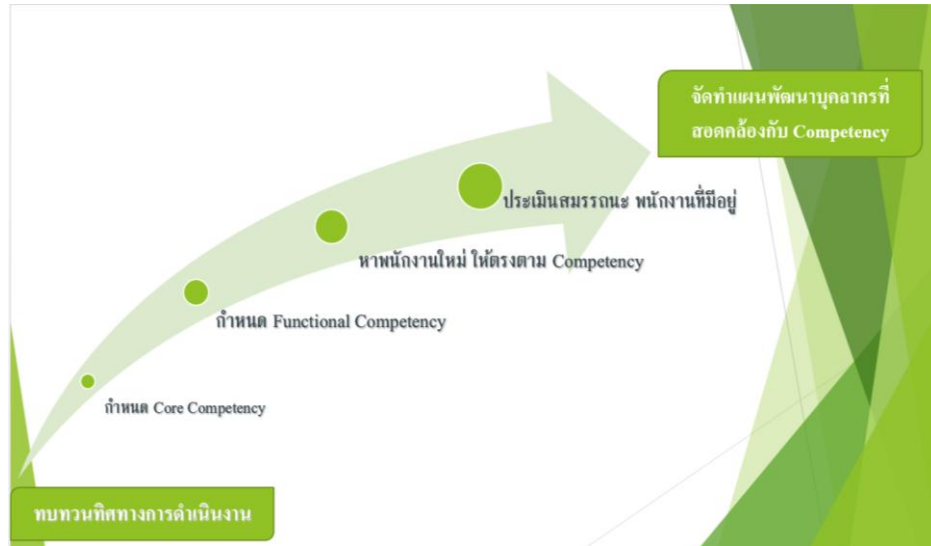 จัดทำแผนพัฒนาบุคลากรที่
สอดคล้องกับ Competency
ประเมินสมรรถนะ พนักงานที่มีอยู่
หาพนักงานใหม่ ให้ตรงตาม Competency
กำหนด Functional Competency
กำหนด Core Competency
ทบทวนทิศทางการดำเนินงาน